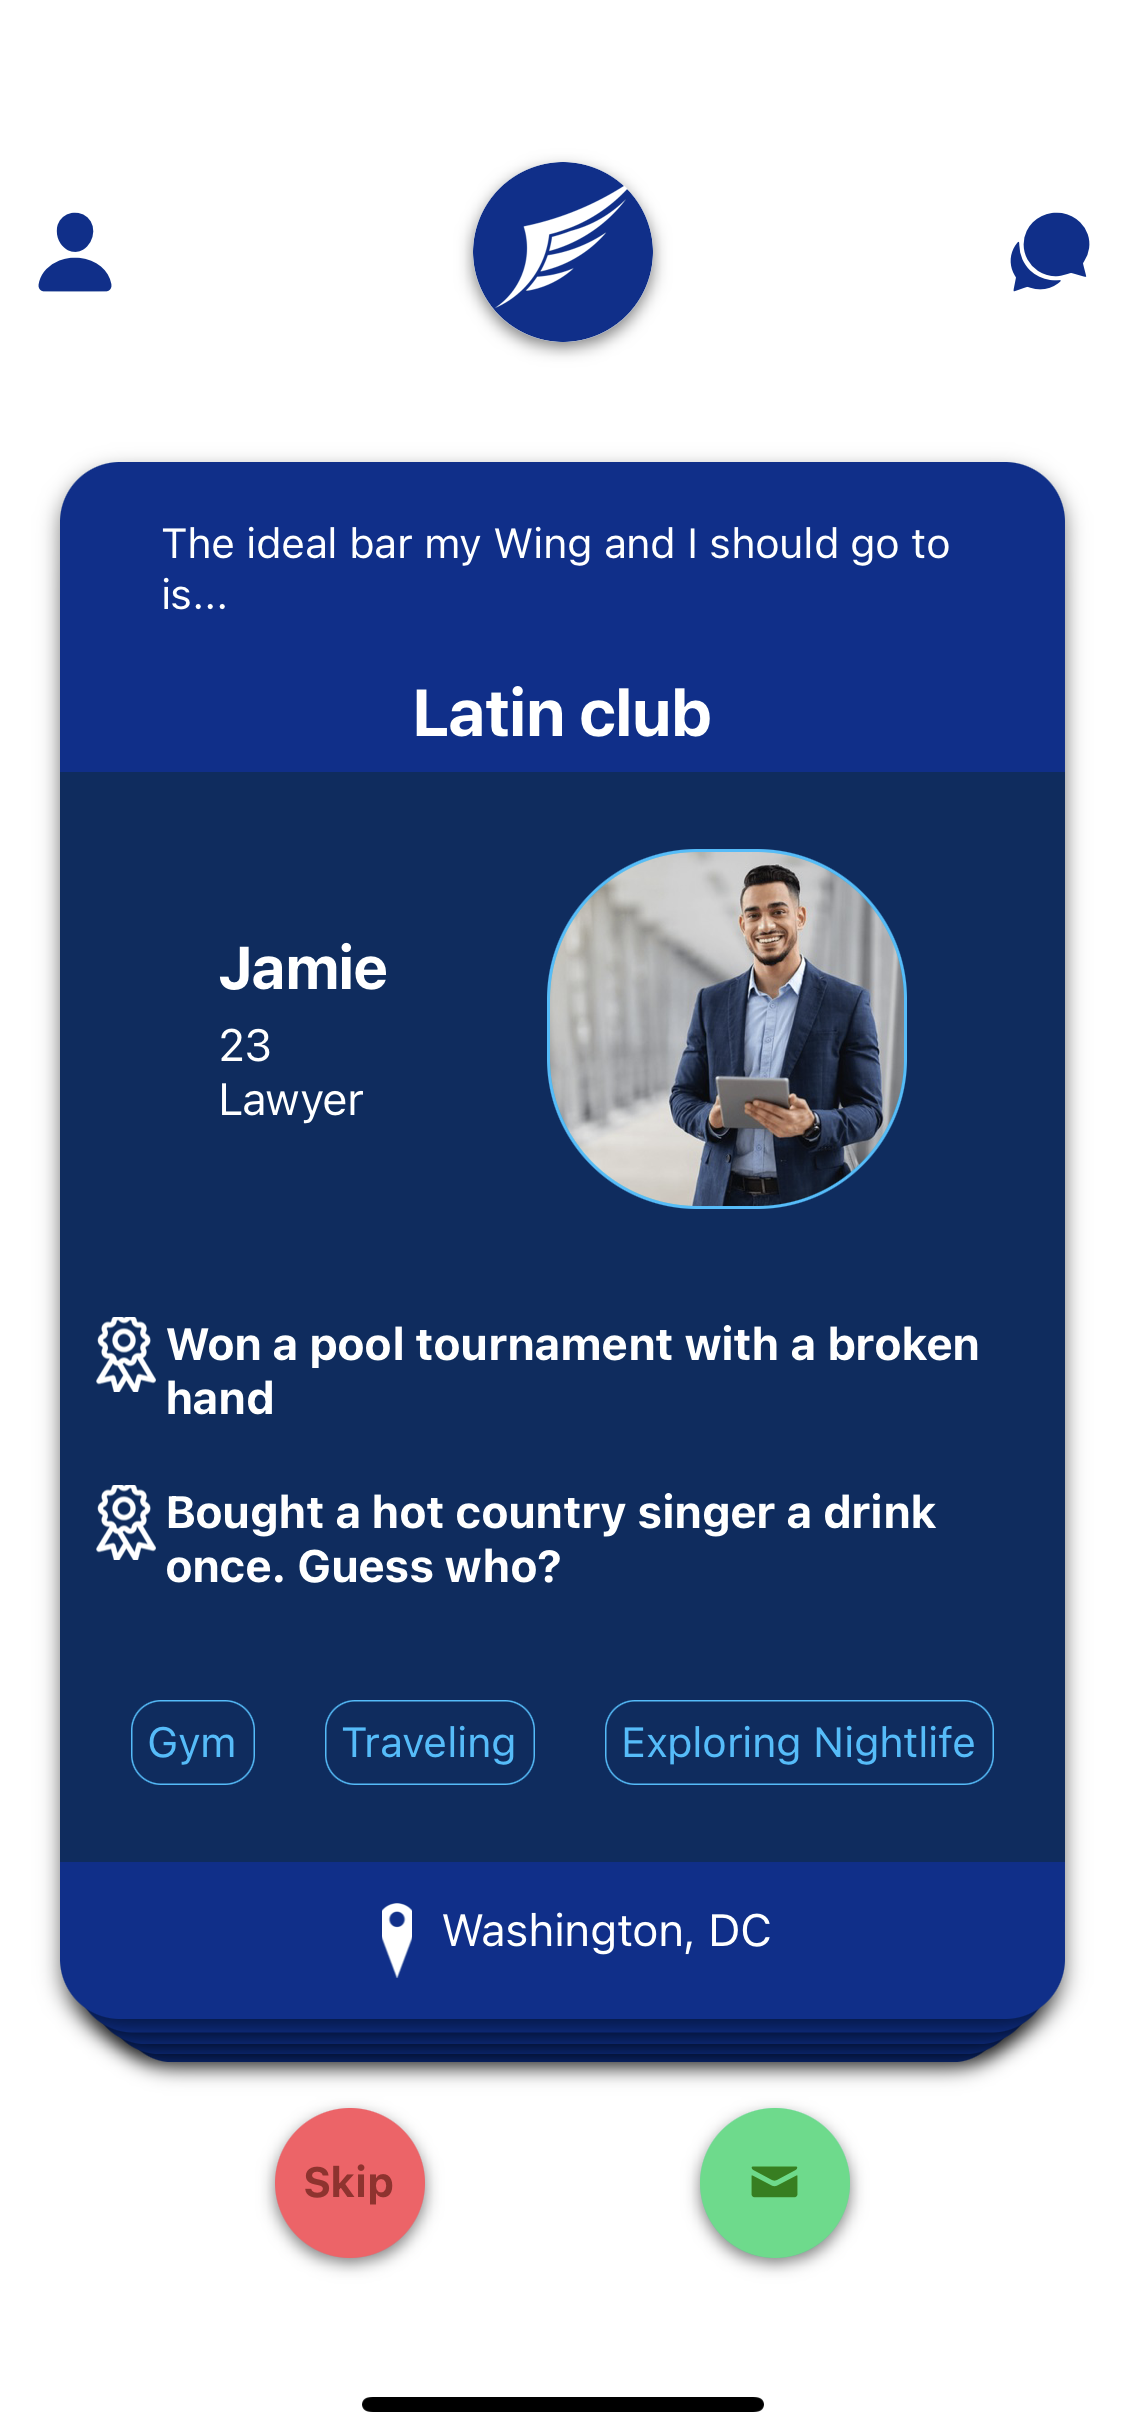 The ideal bar my Wing and I should go to
is...
Latin club
Jamie
23
Lawyer
Won a pool tournament with a broken
hand
Bought a hot country singer a drink
once. Guess who?
Gym
Traveling
Exploring Nightlife
Washington, DC
Skip